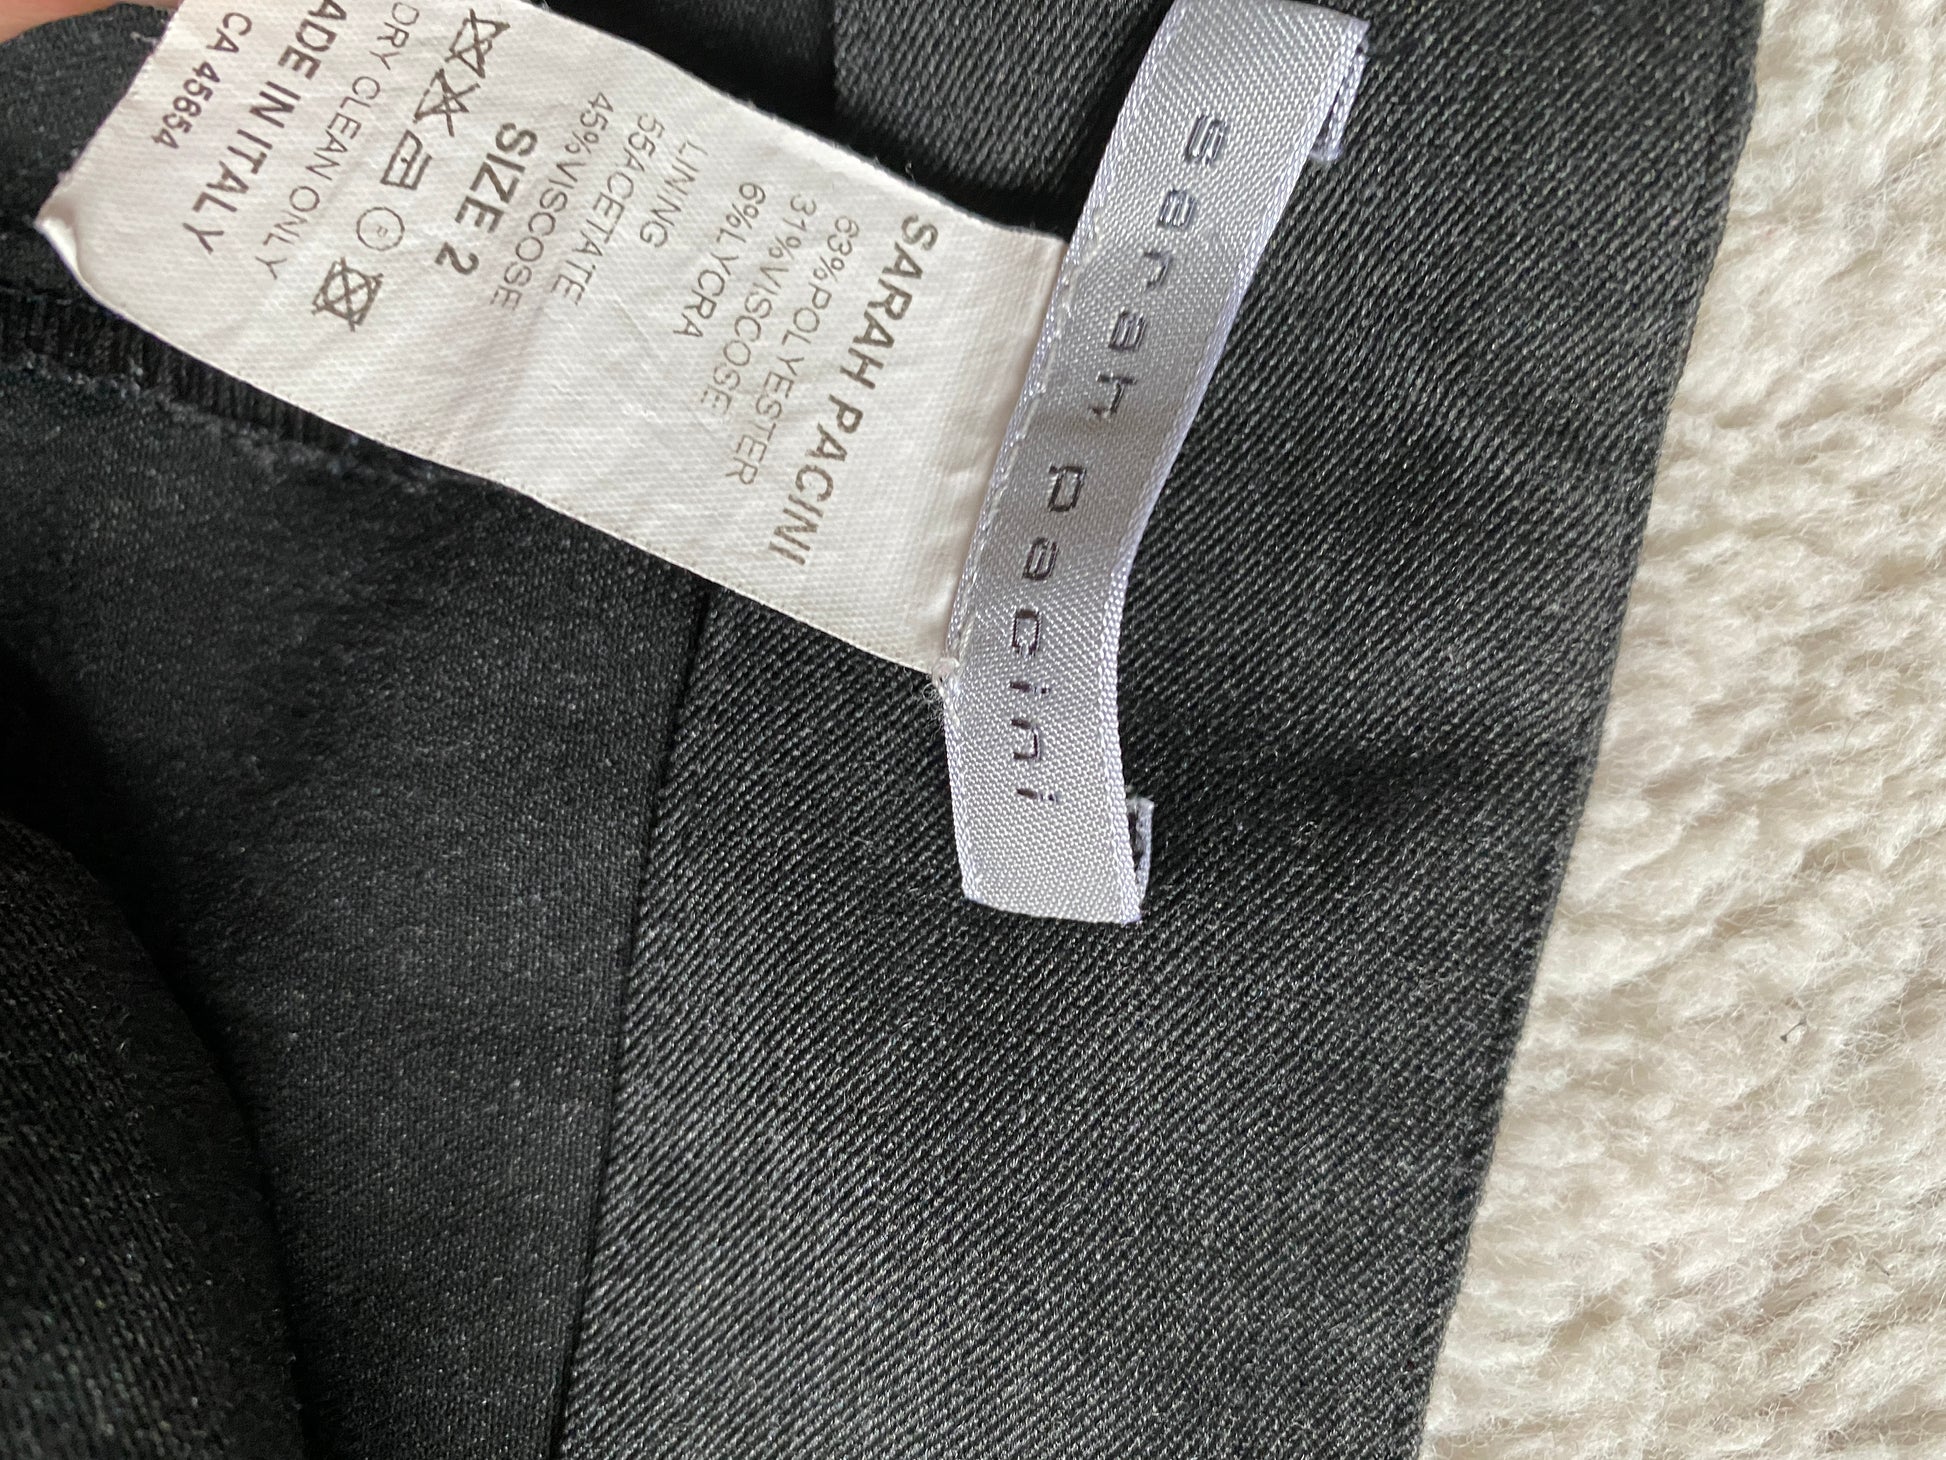 sarah pacini
SARAH PACINI
63%POLYESTER
31%VISCOSE
6%LYCRA
LINING
55ACETATE
45%VISCOSE
SIZE 2
DRY CLEAN ONLY
ADE IN ITALY
CA 45654